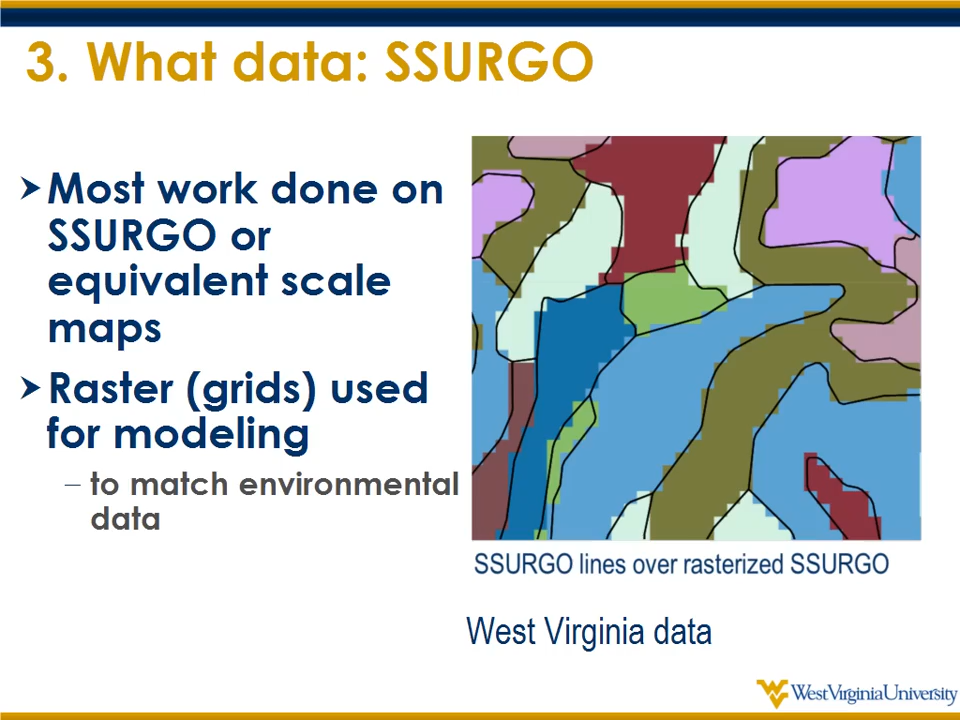 3. What data: SSURGO
➤Most work done on
SSURGO or
equivalent scale
maps
➤Raster (grids) used
for modeling
– to match environmental
data
SSURGO lines over rasterized SSURGO
West Virginia data
WestVirginiaUniversity